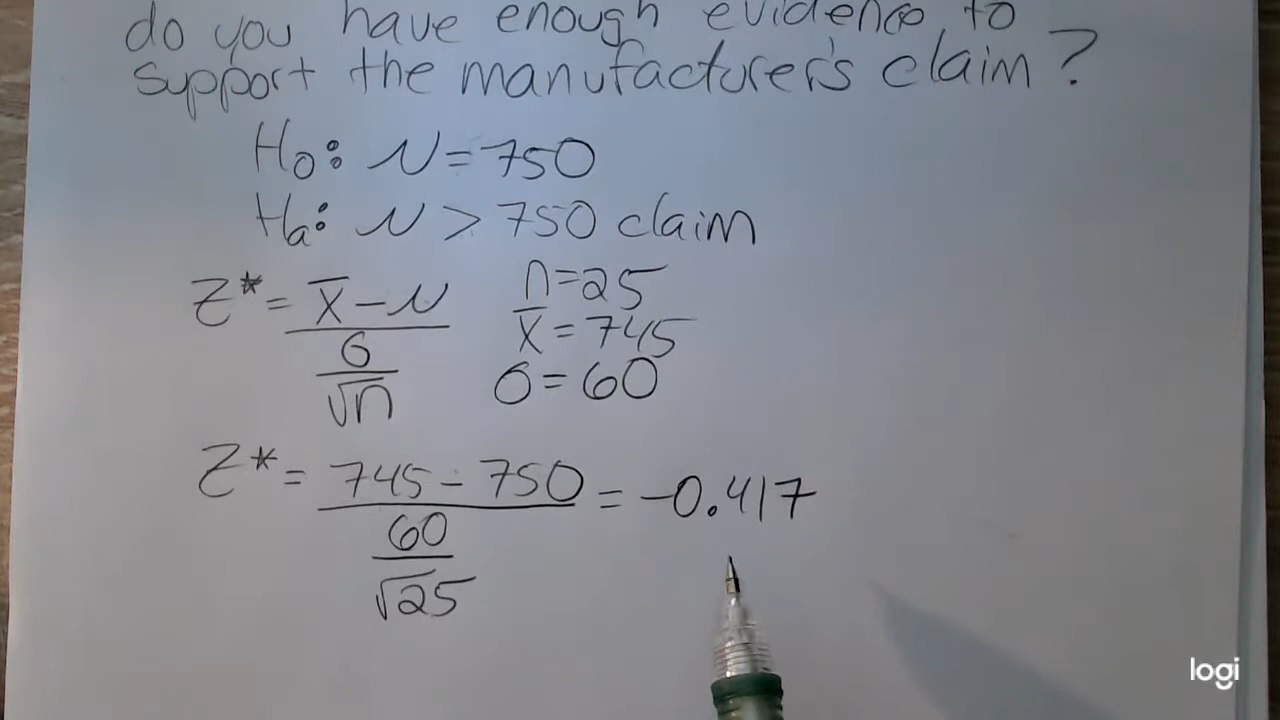 do you have enough evidence to
support the manufacturer's claim?
H₀: μ = 750
Hₐ: μ > 750 claim
Z* = (x̄ − μ) / (σ / √n)
n = 25
x̄ = 745
σ = 60
Z* = (745 − 750) / (60 / √25) = −0.417
logi